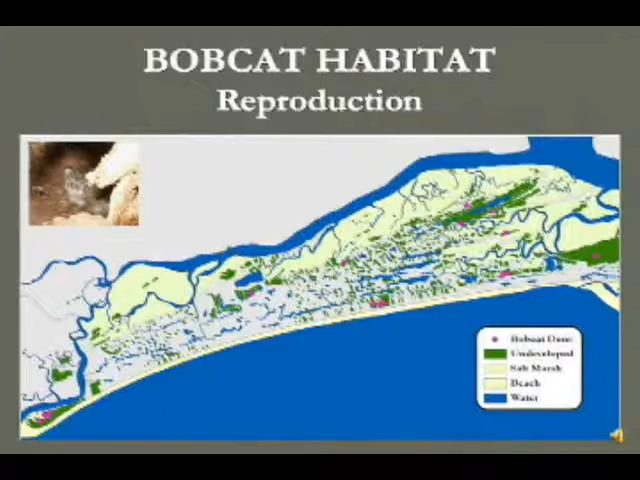 BOBCAT HABITAT
Reproduction
Bobcat Dens
Undeveloped
Salt Marsh
Beach
Water